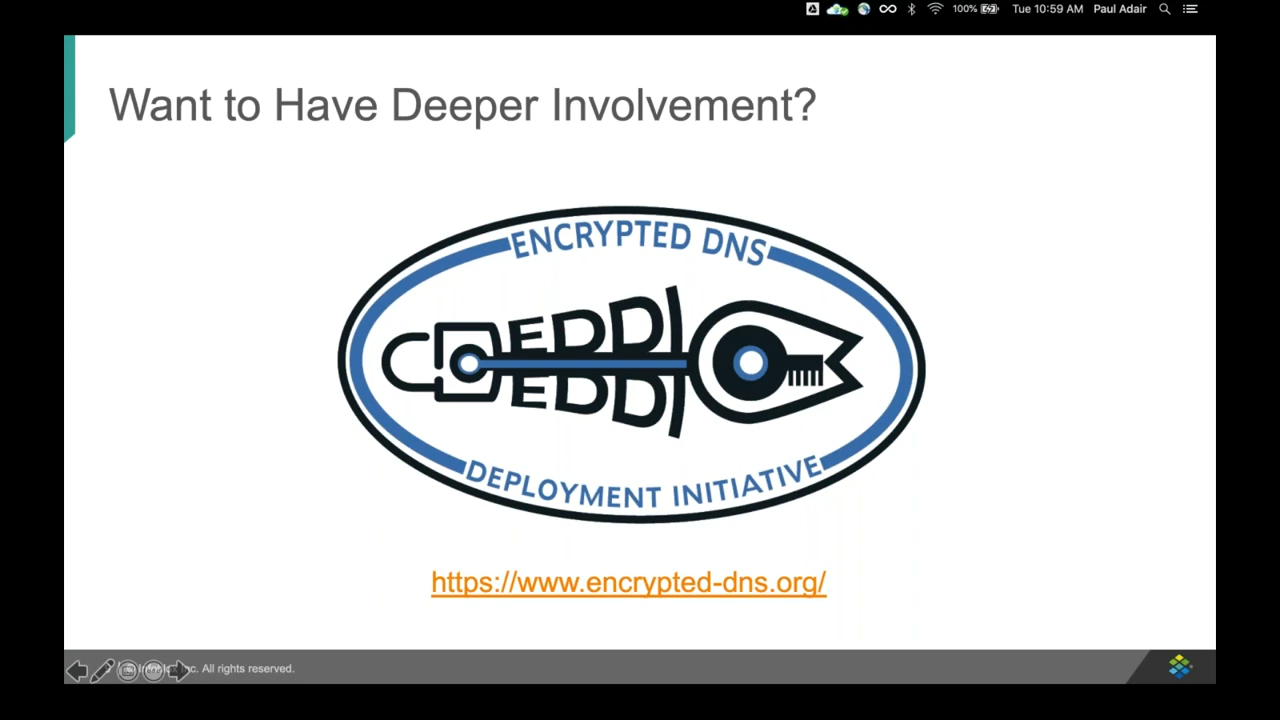 100%
Tue 10:59 AM
Paul Adair
Want to Have Deeper Involvement?
ENCRYPTED DNS
EDDI
EDDI
DEPLOYMENT INITIATIVE
https://www.encrypted-dns.org/
All rights reserved.